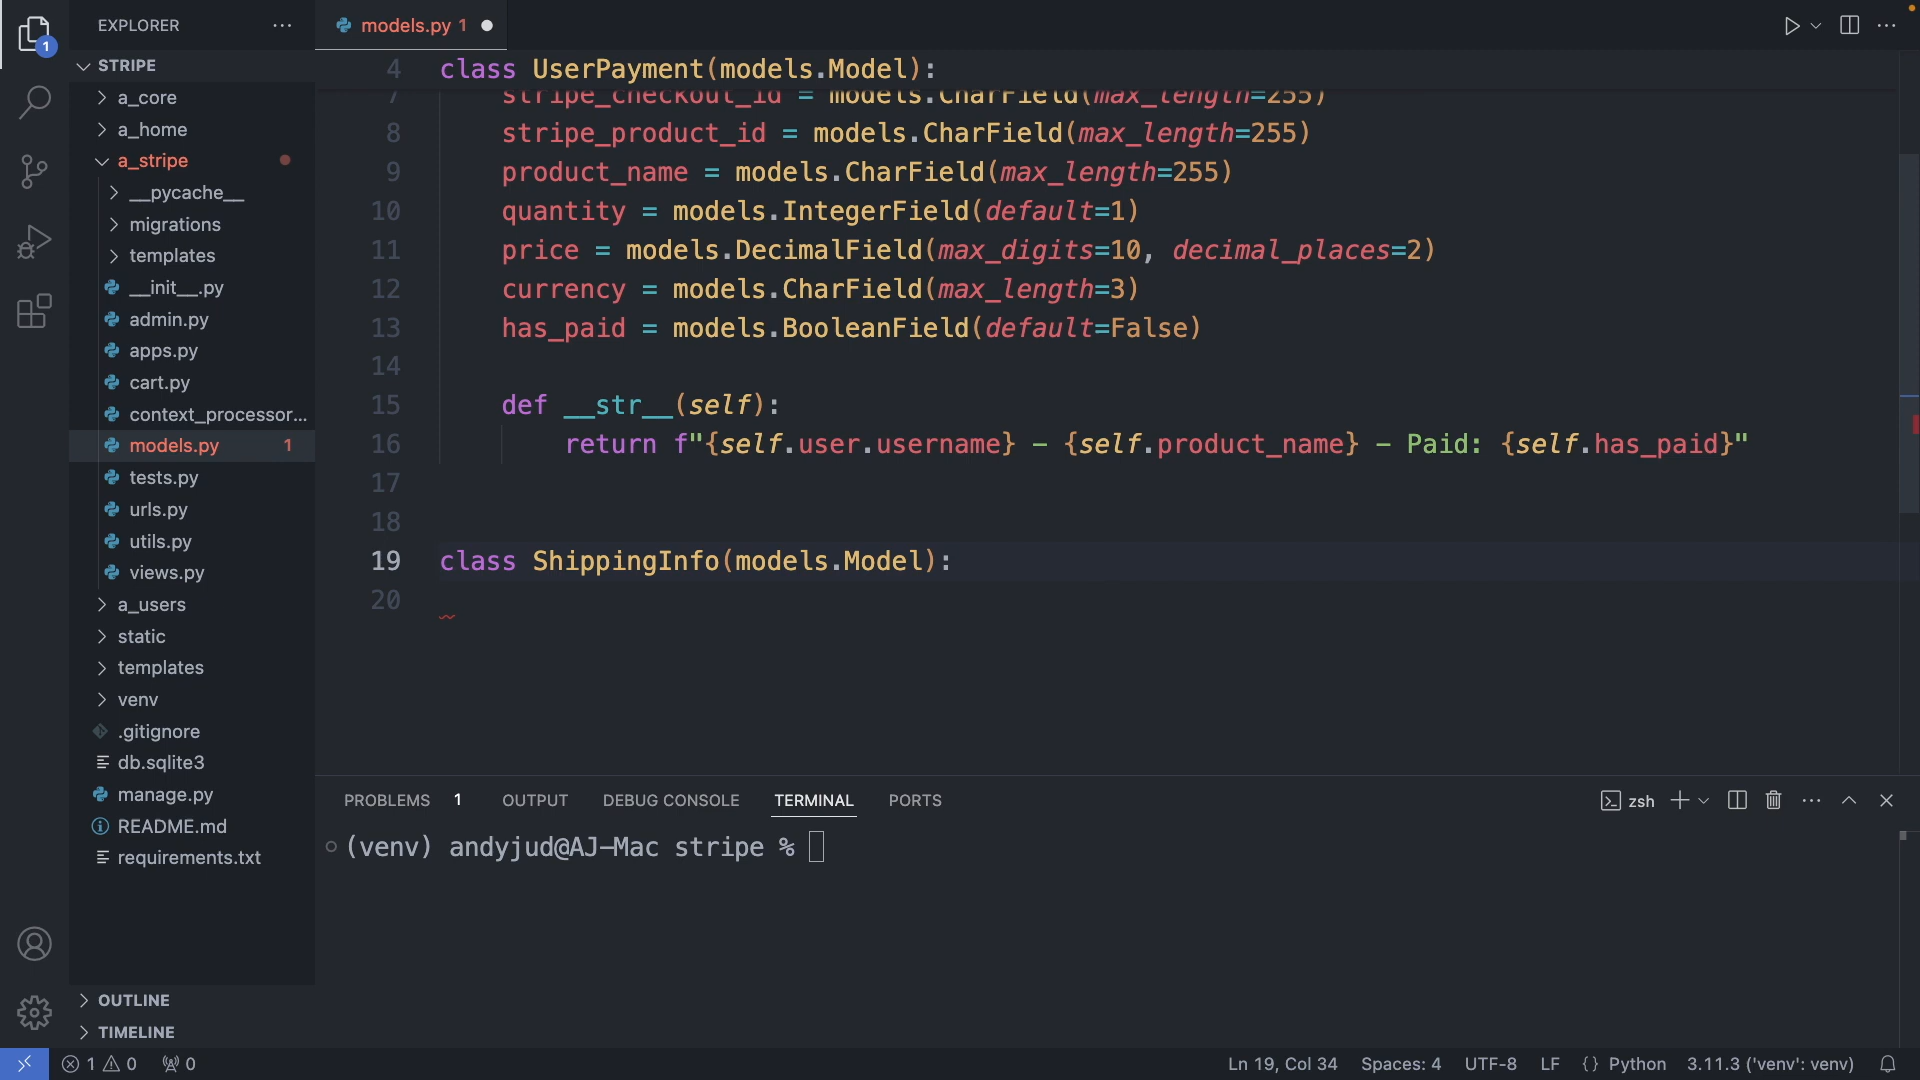 EXPLORER
models.py 1
STRIPE
a_core
a_home
a_stripe
__pycache__
migrations
templates
__init__.py
admin.py
apps.py
cart.py
context_processor...
models.py 1
tests.py
urls.py
utils.py
views.py
a_users
static
templates
venv
.gitignore
db.sqlite3
manage.py
README.md
requirements.txt
OUTLINE
TIMELINE
1
4 class UserPayment(models.Model):
7 stripe_checkout_id = models.CharField(max_length=255)
8 stripe_product_id = models.CharField(max_length=255)
9 product_name = models.CharField(max_length=255)
10 quantity = models.IntegerField(default=1)
11 price = models.DecimalField(max_digits=10, decimal_places=2)
12 currency = models.CharField(max_length=3)
13 has_paid = models.BooleanField(default=False)
14
15 def __str__(self):
16 return f"{self.user.username} - {self.product_name} - Paid: {self.has_paid}"
17
18
19 class ShippingInfo(models.Model):
20
PROBLEMS 1 OUTPUT DEBUG CONSOLE TERMINAL PORTS
zsh
(venv) andyjud@AJ-Mac stripe %
1 0 0
Ln 19, Col 34 Spaces: 4 UTF-8 LF {} Python 3.11.3 ('venv': venv)